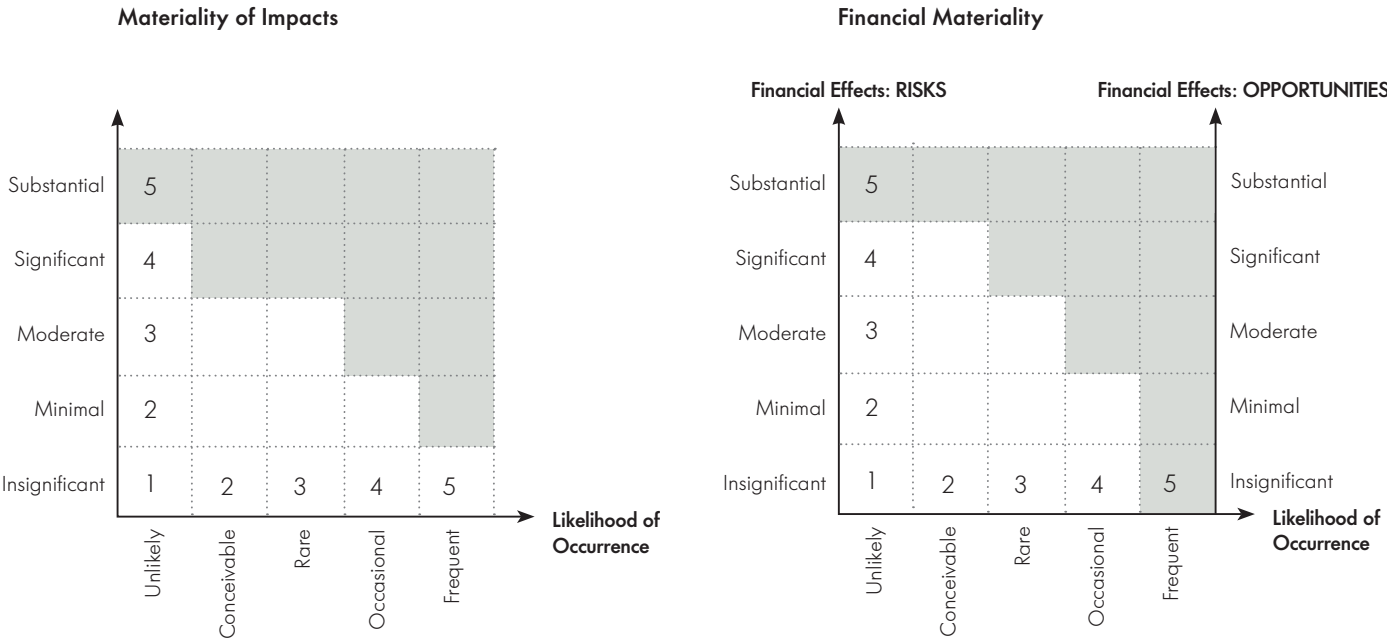 Materiality of Impacts
Substantial
Significant
Moderate
Minimal
Insignificant
5
4
3
2
1 2 3 4 5
Unlikely
Conceivable
Rare
Occasional
Frequent
Likelihood of
Occurrence
Financial Materiality
Financial Effects: RISKS
Financial Effects: OPPORTUNITIES
Substantial
Significant
Moderate
Minimal
Insignificant
5
4
3
2
1 2 3 4 5
Substantial
Significant
Moderate
Minimal
Insignificant
Unlikely
Conceivable
Rare
Occasional
Frequent
Likelihood of
Occurrence